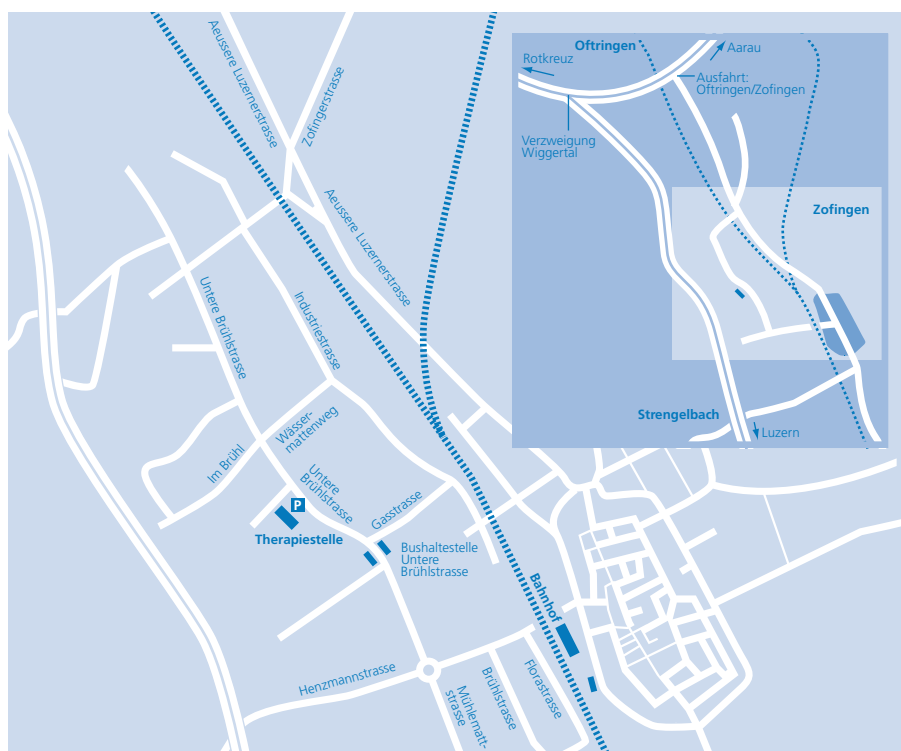 Aeussere Luzernerstrasse
Zofingerstrasse
Aeussere Luzernerstrasse
Untere Brühlstrasse
Industriestrasse
Wässer-
mattenweg
Im Brühl
Untere
Brühlstrasse
P
Gasstrasse
Therapiestelle
Bushaltestelle
Untere
Brühlstrasse
Bahnhof
Henzmannstrasse
Mühlematt-
strasse
Brühlstrasse
Florastrasse
Oftringen
Aarau
Rotkreuz
Ausfahrt:
Oftringen/Zofingen
Verzweigung
Wiggertal
Zofingen
Strengelbach
Luzern